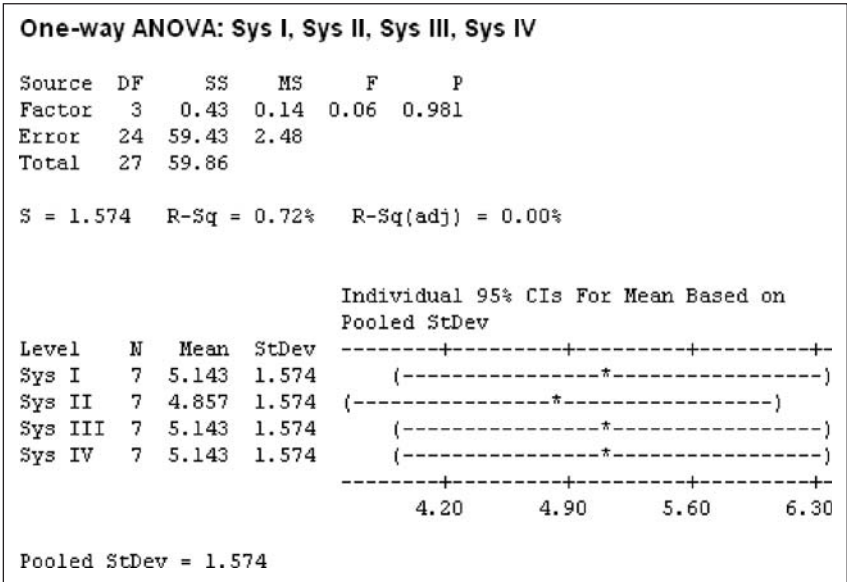 One-way ANOVA: Sys I, Sys II, Sys III, Sys IV
Source  DF     SS    MS     F      P
Factor   3   0.43  0.14  0.06  0.981
Error   24  59.43  2.48
Total   27  59.86
S = 1.574   R-Sq = 0.72%   R-Sq(adj) = 0.00%
Individual 95% CIs For Mean Based on
Pooled StDev
Level    N   Mean  StDev  --------+---------+---------+---------+-
Sys I    7  5.143  1.574      (----------------*-----------------)
Sys II   7  4.857  1.574  (----------------*-----------------)
Sys III  7  5.143  1.574      (----------------*-----------------)
Sys IV   7  5.143  1.574      (----------------*-----------------)
--------+---------+---------+---------+-
4.20      4.90      5.60      6.30
Pooled StDev = 1.574